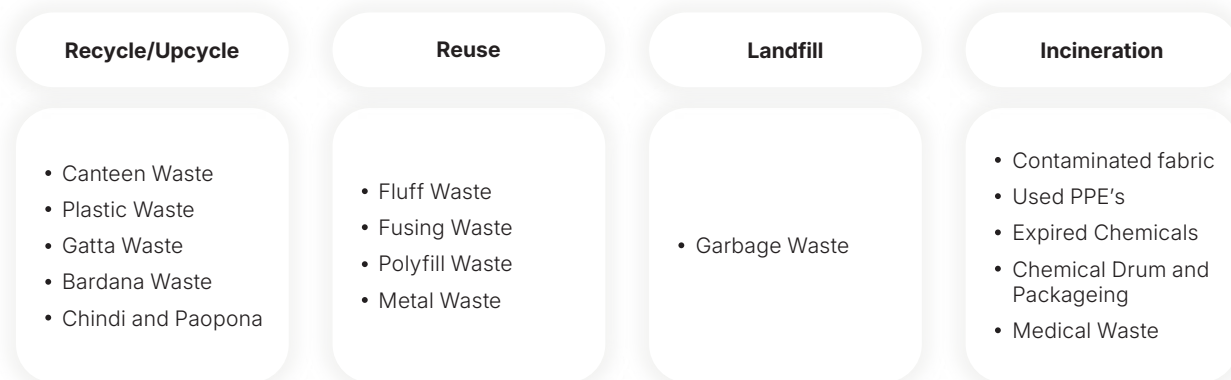 Recycle/Upcycle
Reuse
Landfill
Incineration
• Canteen Waste
• Plastic Waste
• Gatta Waste
• Bardana Waste
• Chindi and Paopona
• Fluff Waste
• Fusing Waste
• Polyfill Waste
• Metal Waste
• Garbage Waste
• Contaminated fabric
• Used PPE’s
• Expired Chemicals
• Chemical Drum and
Packageing
• Medical Waste